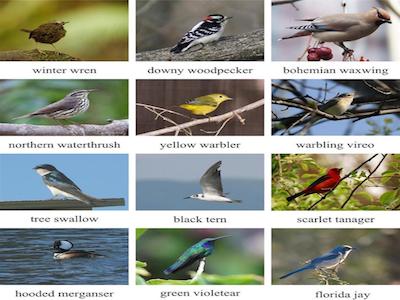 winter wren
downy woodpecker
bohemian waxwing
northern waterthrush
yellow warbler
warbling vireo
tree swallow
black tern
scarlet tanager
hooded merganser
green violetear
florida jay